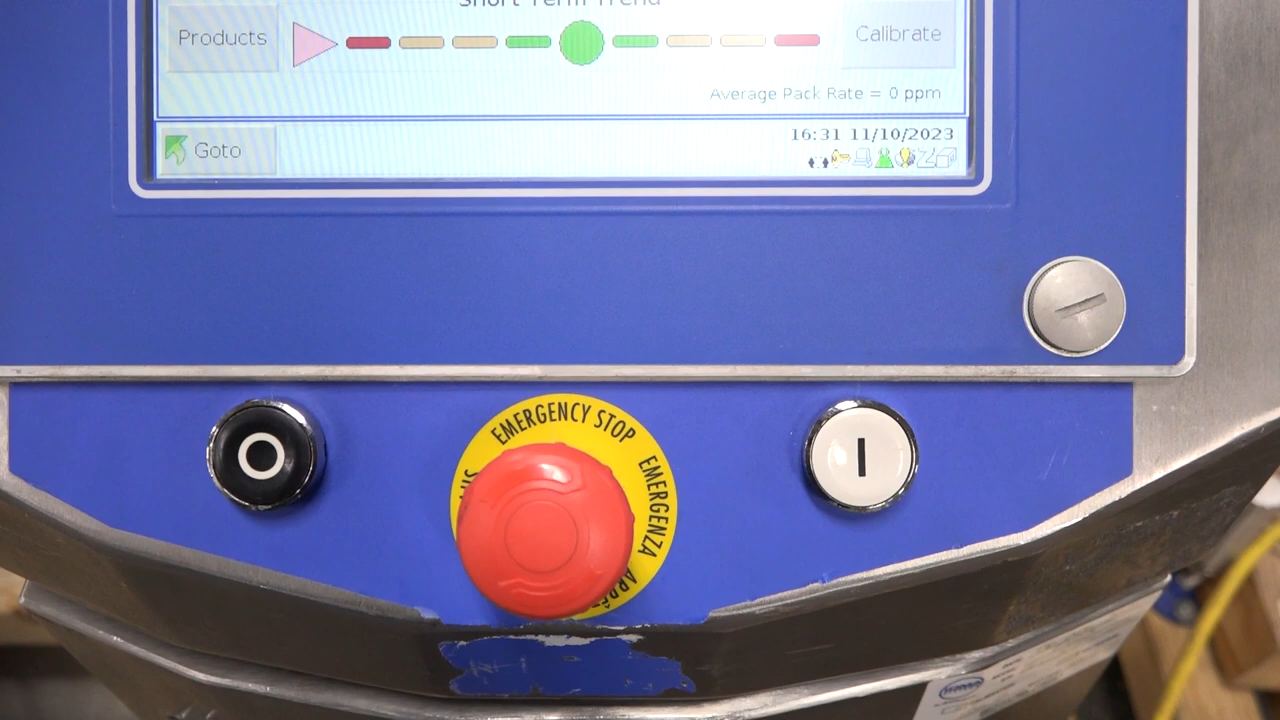 Short Term Trend
Products
Calibrate
Average Pack Rate = 0 ppm
Goto
16:31 11/10/2023
O
EMERGENCY STOP
EMERGENZA
I